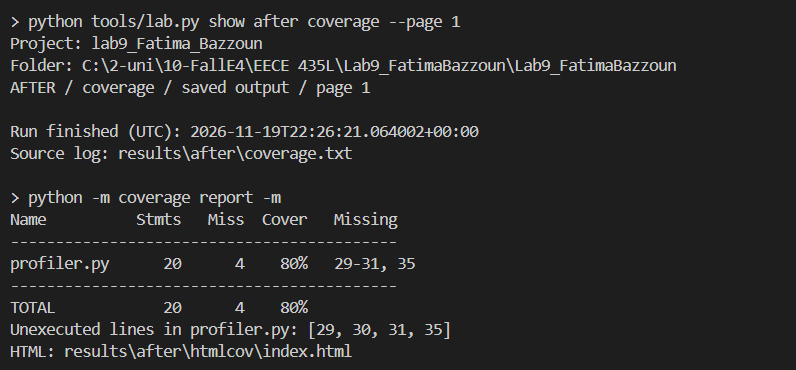 > python tools/lab.py show after coverage --page 1
Project: lab9_Fatima_Bazzoun
Folder: C:\2-uni\10-FallE4\EECE 435L\Lab9_FatimaBazzoun\Lab9_FatimaBazzoun
AFTER / coverage / saved output / page 1
Run finished (UTC): 2026-11-19T22:26:21.064002+00:00
Source log: results\after\coverage.txt
> python -m coverage report -m
Name          Stmts   Miss  Cover   Missing
-------------------------------------------
profiler.py      20      4    80%   29-31, 35
-------------------------------------------
TOTAL            20      4    80%
Unexecuted lines in profiler.py: [29, 30, 31, 35]
HTML: results\after\htmlcov\index.html